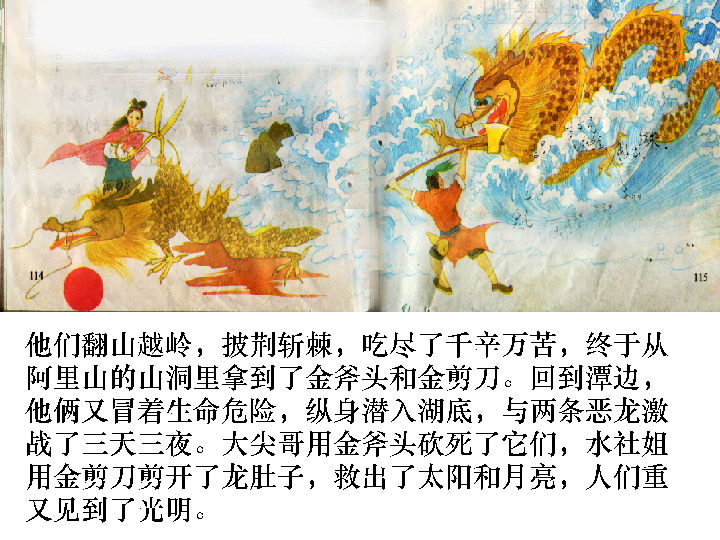 114
115
他们翻山越岭，披荆斩棘，吃尽了千辛万苦，终于从
阿里山的山洞里拿到了金斧头和金剪刀。回到潭边，
他俩又冒着生命危险，纵身潜入湖底，与两条恶龙激
战了三天三夜。大尖哥用金斧头砍死了它们，水社姐
用金剪刀剪开了龙肚子，救出了太阳和月亮，人们重
又见到了光明。